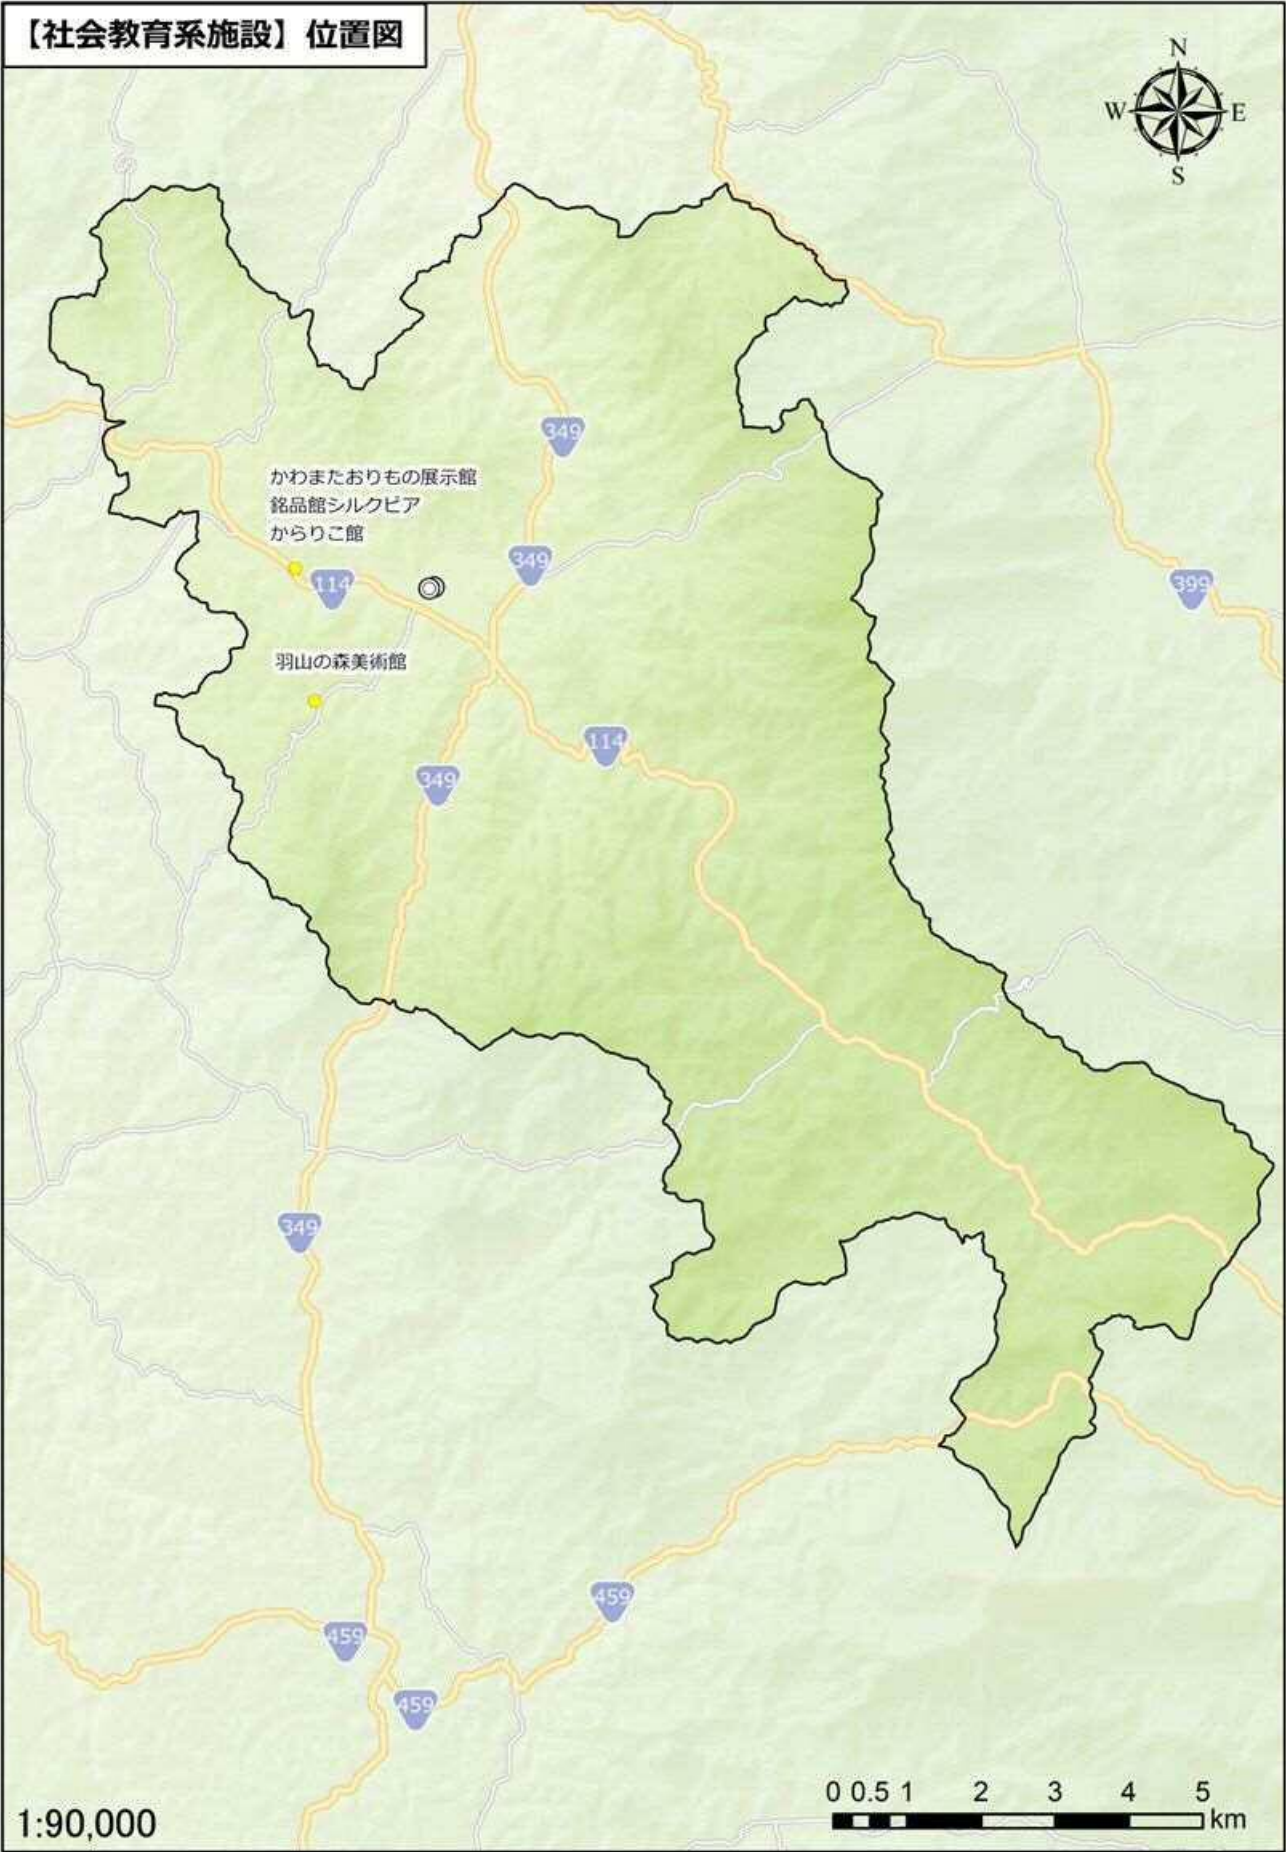 【社会教育系施設】位置図
N
W E
S
349
かわまたおりもの展示館
銘品館シルクピア
からりこ館
349
114
399
羽山の森美術館
114
349
349
459
459
459
0 0.5 1 2 3 4 5
km
1:90,000